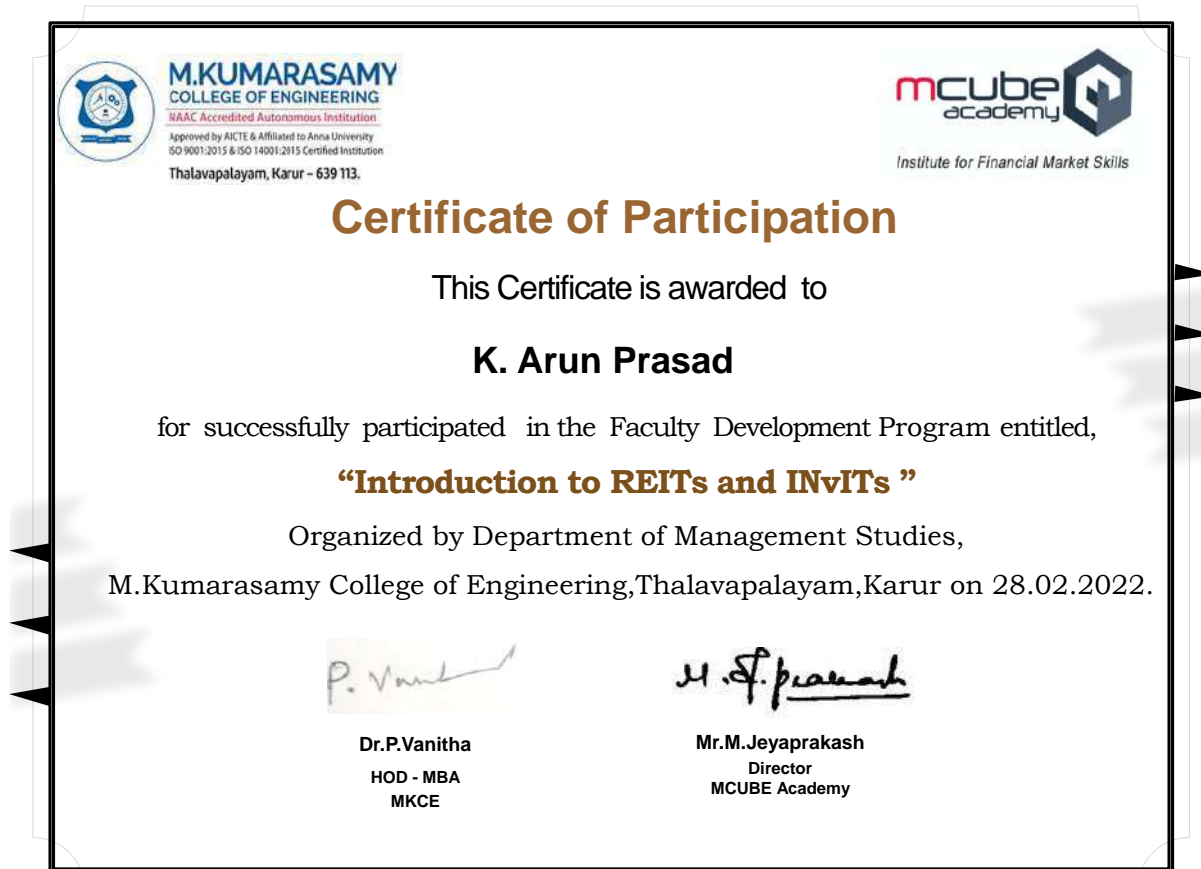 M.KUMARASAMY
COLLEGE OF ENGINEERING
NAAC Accredited Autonomous Institution
Approved by AICTE & Affiliated to Anna University
ISO 9001:2015 & ISO 14001:2015 Certified Institution
Thalavapalayam, Karur – 639 113.
mcube
academy
Institute for Financial Market Skills
Certificate of Participation
This Certificate is awarded to
K. Arun Prasad
for successfully participated in the Faculty Development Program entitled,
“Introduction to REITs and INvITs ”
Organized by Department of Management Studies,
M.Kumarasamy College of Engineering,Thalavapalayam,Karur on 28.02.2022.
Dr.P.Vanitha
HOD - MBA
MKCE
Mr.M.Jeyaprakash
Director
MCUBE Academy